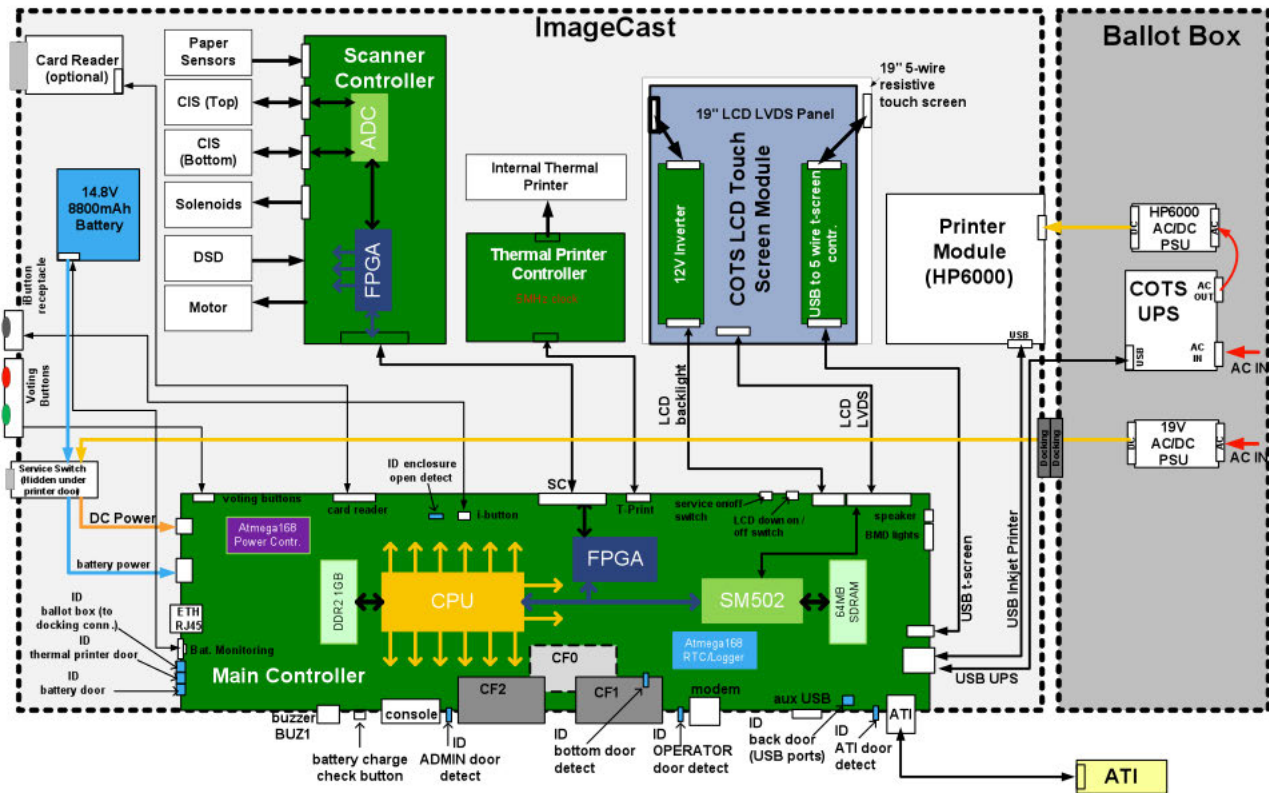 ImageCast
Ballot Box
Card Reader
(optional)
Paper
Sensors
CIS (Top)
CIS
(Bottom)
Solenoids
DSD
Motor
Scanner
Controller
ADC
FPGA
14.8V
8800mAh
Battery
iButton
receptacle
Voting
Buttons
Internal Thermal
Printer
Thermal Printer
Controller
19" 5-wire
resistive
touch screen
19" LCD LVDS Panel
12V Inverter
COTS LCD Touch
Screen Module
USB to 5 wire t-screen
contr.
Printer
Module
(HP6000)
USB
HP6000
AC/DC
PSU
DC
AC
COTS
UPS
AC
OUT
AC
IN
USB
AC IN
19V
AC/DC
PSU
DC
AC
AC IN
Docking
Docking
LCD
backlight
LCD
LVDS
Service Switch
(Hidden under
printer door)
DC Power
battery power
voting buttons
card reader
ID enclosure
open detect
I-button
SC
T-Print
service on/off
switch
LCD down on /
off switch
speaker
BMD lights
Atmega168
Power Contr.
DDR2 1GB
CPU
FPGA
SM502
64MB
SDRAM
Atmega168
RTC/Logger
USB t-screen
USB Inkjet Printer
USB UPS
ETH
RJ45
Bat. Monitoring
ID
ballot box (to
docking conn.)
ID
thermal printer door
ID
battery door
Main Controller
CF0
CF2
CF1
modem
aux USB
ATI
buzzer
BUZ1
console
battery charge
check button
ID
ADMIN door
detect
ID
bottom door
detect
ID
OPERATOR
door detect
ID
back door
(USB ports)
ID
ATI door
detect
ATI